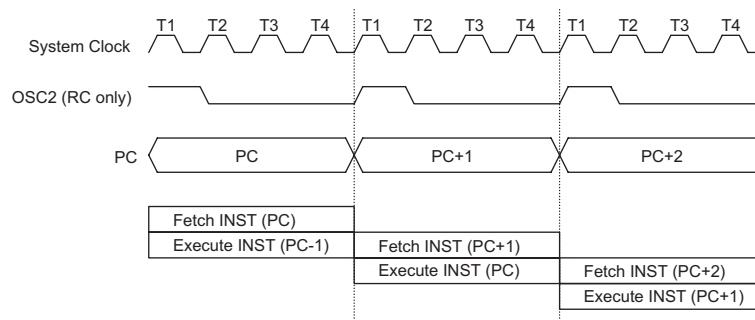 T1 T2 T3 T4 T1 T2 T3 T4 T1 T2 T3 T4
System Clock
OSC2 (RC only)
PC PC PC+1 PC+2
Fetch INST (PC)
Execute INST (PC-1) Fetch INST (PC+1)
Execute INST (PC) Fetch INST (PC+2)
Execute INST (PC+1)